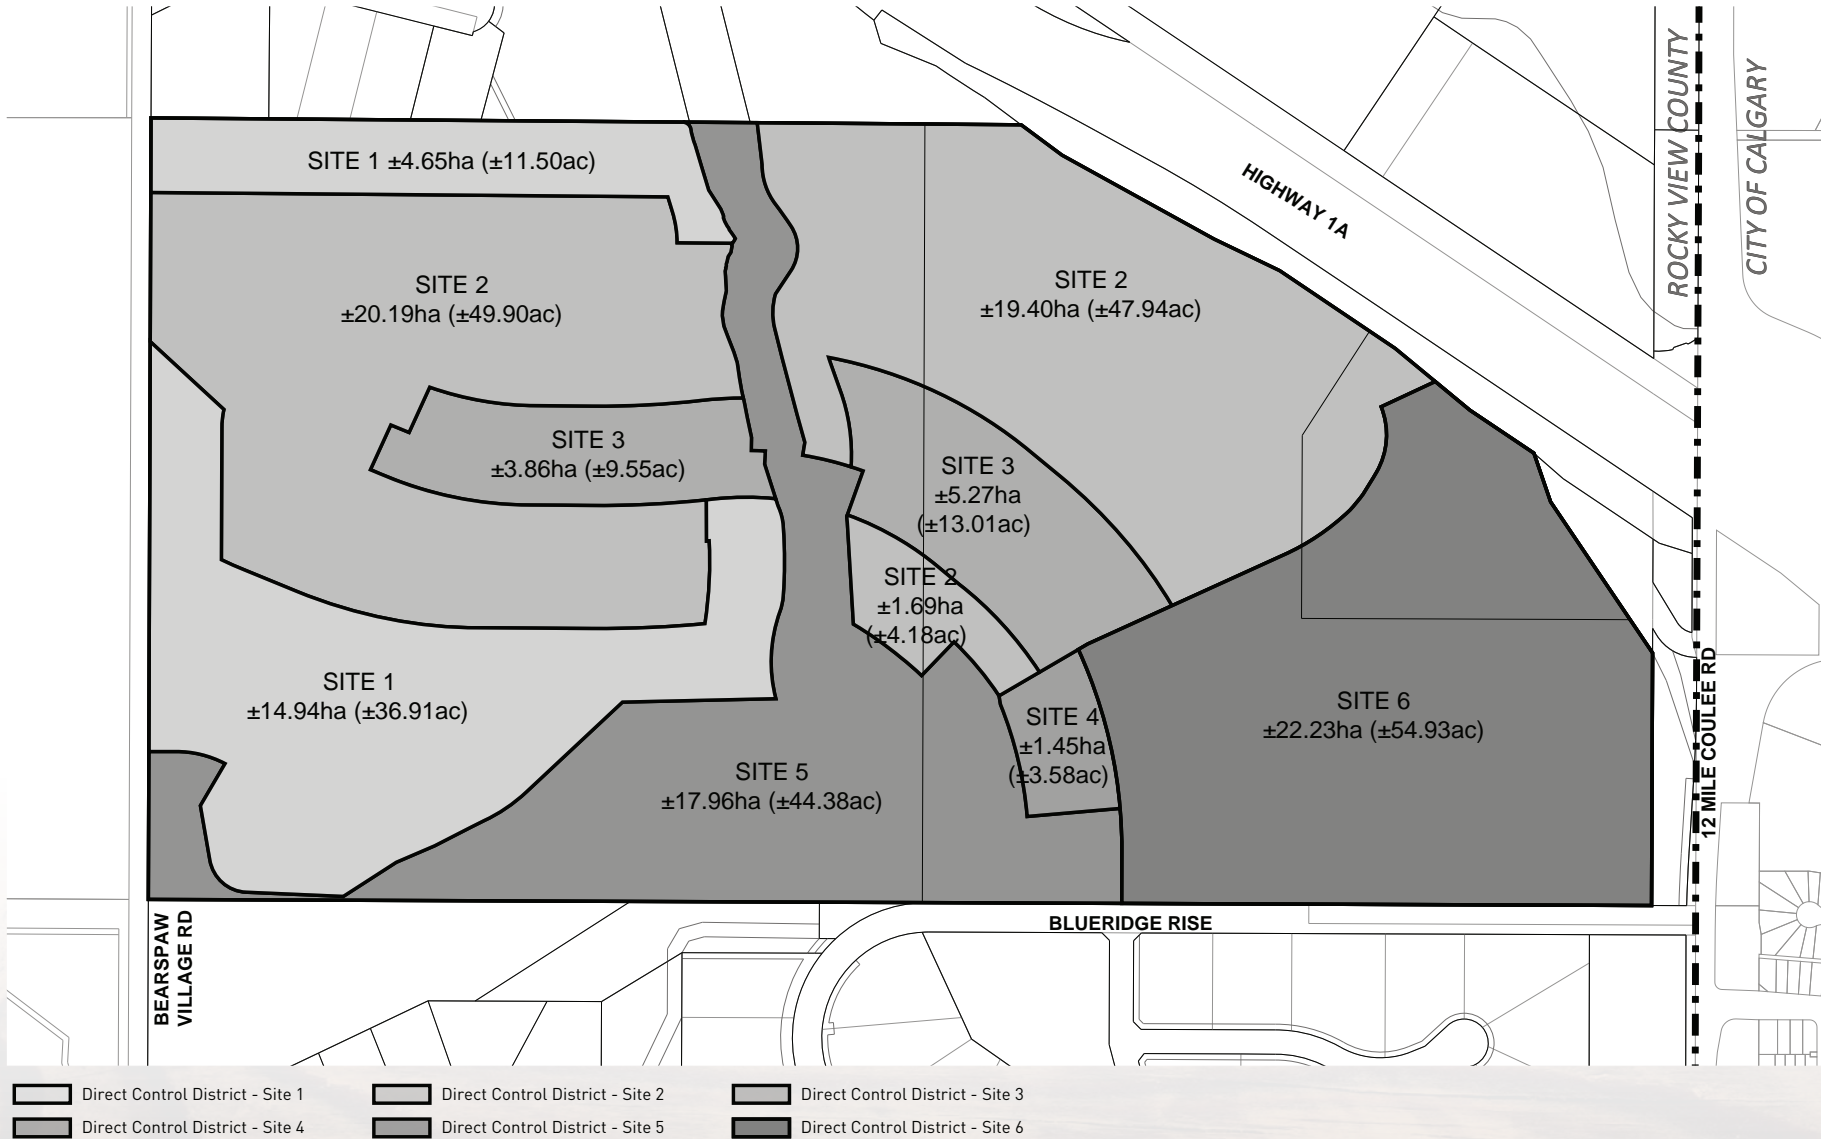 SITE 1 ±4.65ha (±11.50ac)
SITE 2
±20.19ha (±49.90ac)
SITE 2
±19.40ha (±47.94ac)
HIGHWAY 1A
ROCKY VIEW COUNTY
CITY OF CALGARY
SITE 3
±3.86ha (±9.55ac)
SITE 3
±5.27ha
(±13.01ac)
SITE 2
±1.69ha
(±4.18ac)
SITE 1
±14.94ha (±36.91ac)
SITE 4
±1.45ha
(±3.58ac)
SITE 6
±22.23ha (±54.93ac)
SITE 5
±17.96ha (±44.38ac)
12 MILE COULEE RD
BEARSPAW
VILLAGE RD
BLUERIDGE RISE
Direct Control District - Site 1
Direct Control District - Site 2
Direct Control District - Site 3
Direct Control District - Site 4
Direct Control District - Site 5
Direct Control District - Site 6